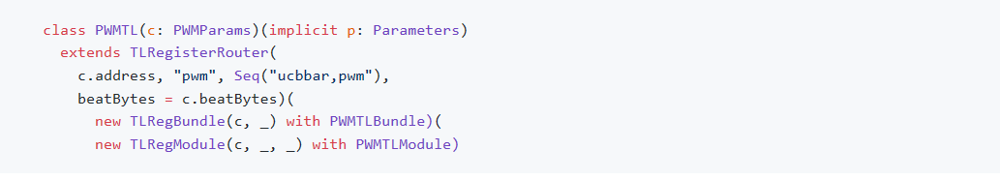 class PWMTL(c: PWMParams)(implicit p: Parameters)
  extends TLRegisterRouter(
    c.address, "pwm", Seq("ucbbar,pwm"),
    beatBytes = c.beatBytes)(
      new TLRegBundle(c, _) with PWMTLBundle)(
      new TLRegModule(c, _, _) with PWMTLModule)